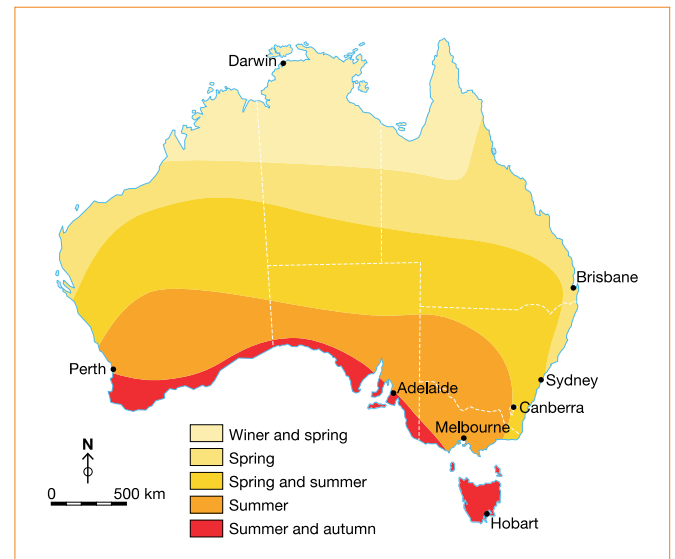 Darwin
Brisbane
Perth
Sydney
Adelaide
Canberra
Melbourne
Hobart
N
0 500 km
Winer and spring
Spring
Spring and summer
Summer
Summer and autumn